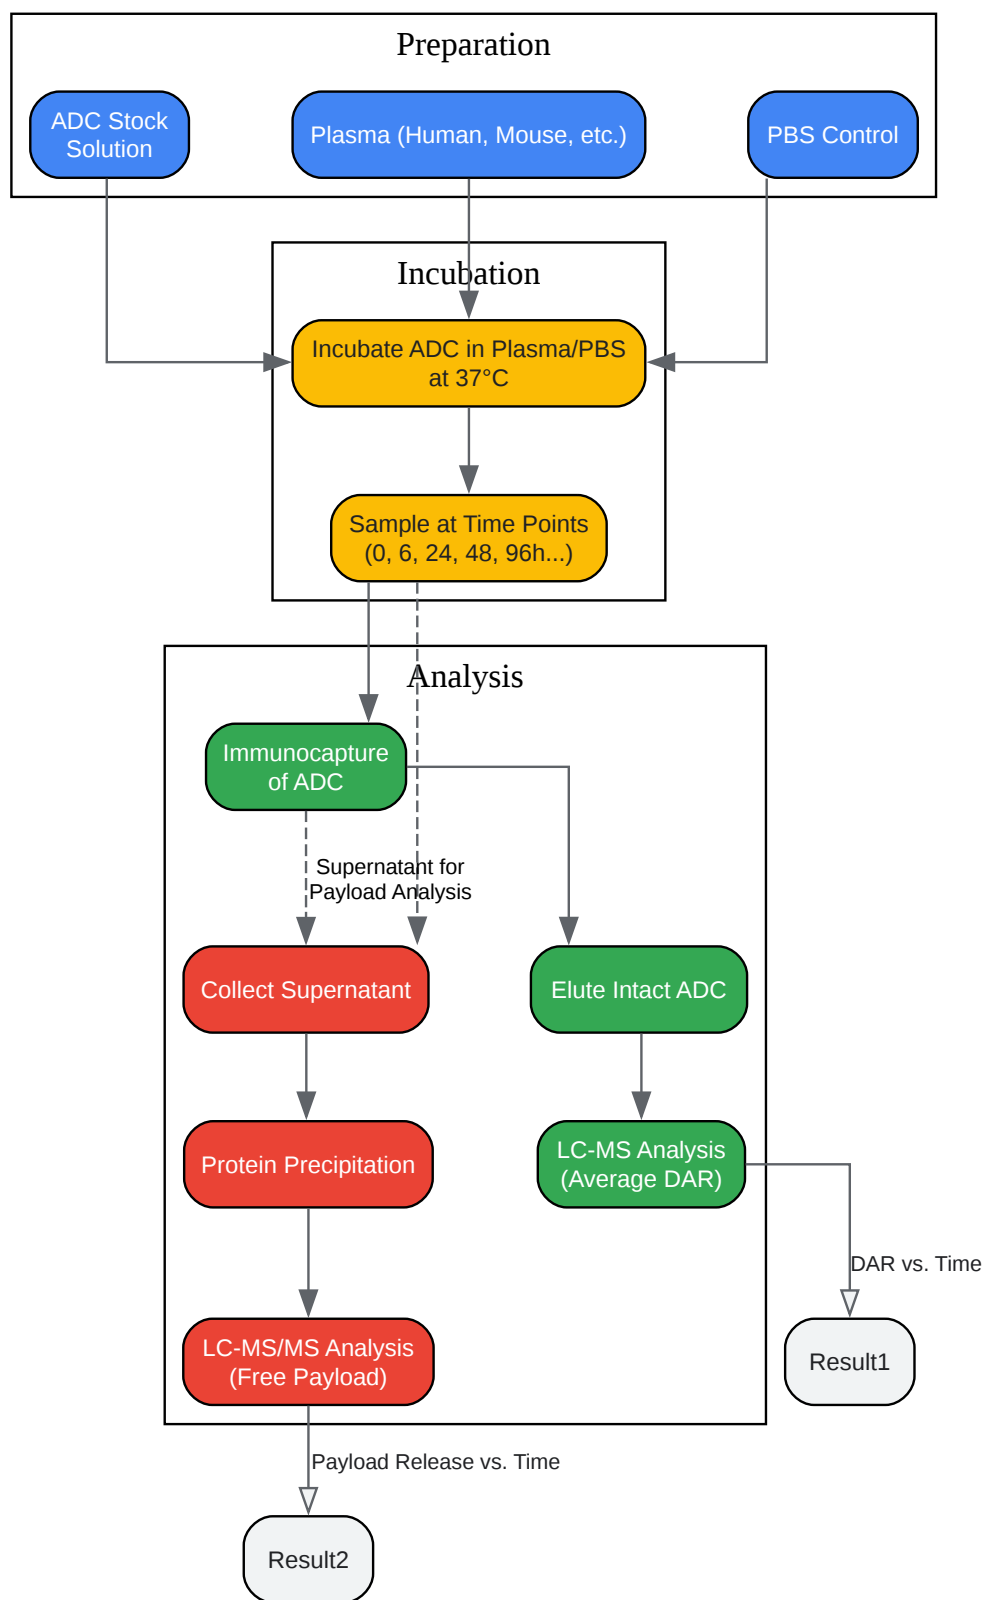 Preparation
ADC Stock
Solution
Plasma (Human, Mouse, etc.)
PBS Control
Incubation
Incubate ADC in Plasma/PBS
at 37°C
Sample at Time Points
(0, 6, 24, 48, 96h...)
Analysis
Immunocapture
of ADC
Supernatant for
Payload Analysis
Collect Supernatant
Elute Intact ADC
Protein Precipitation
LC-MS Analysis
(Average DAR)
DAR vs. Time
LC-MS/MS Analysis
(Free Payload)
Result1
Payload Release vs. Time
Result2